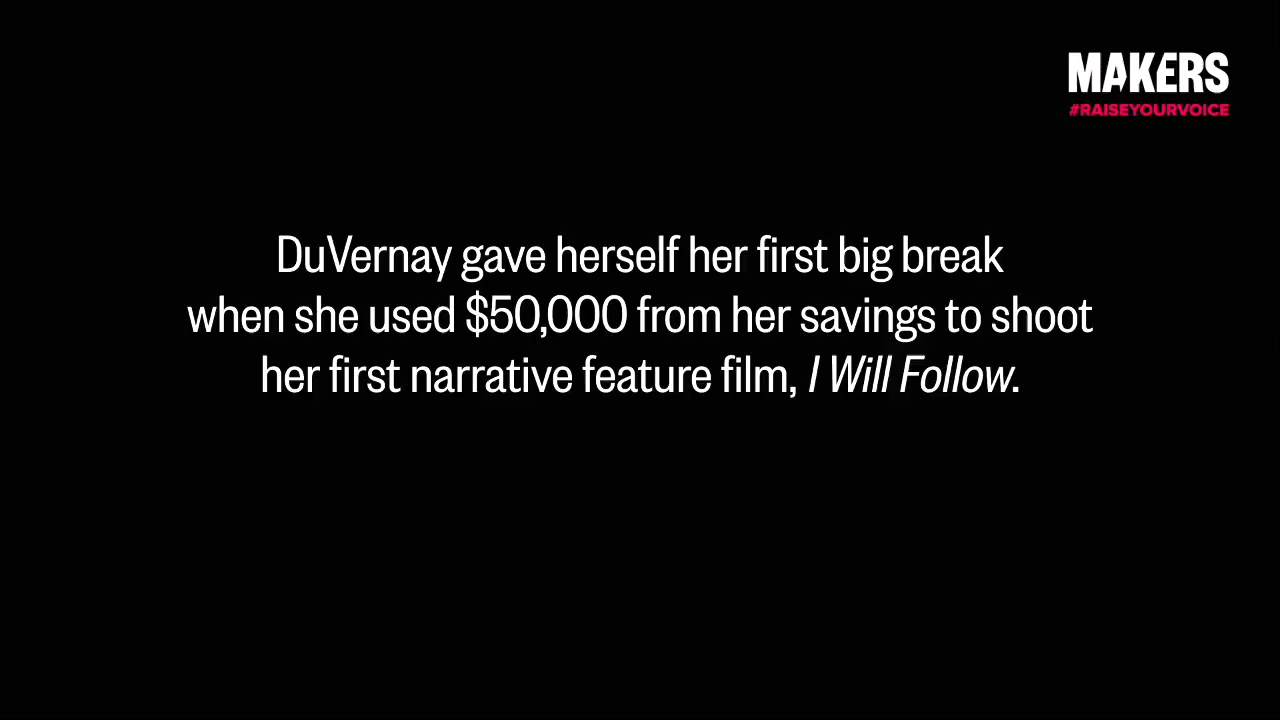 MAKERS
#RAISEYOURVOICE
DuVernay gave herself her first big break
when she used $50,000 from her savings to shoot
her first narrative feature film, I Will Follow.